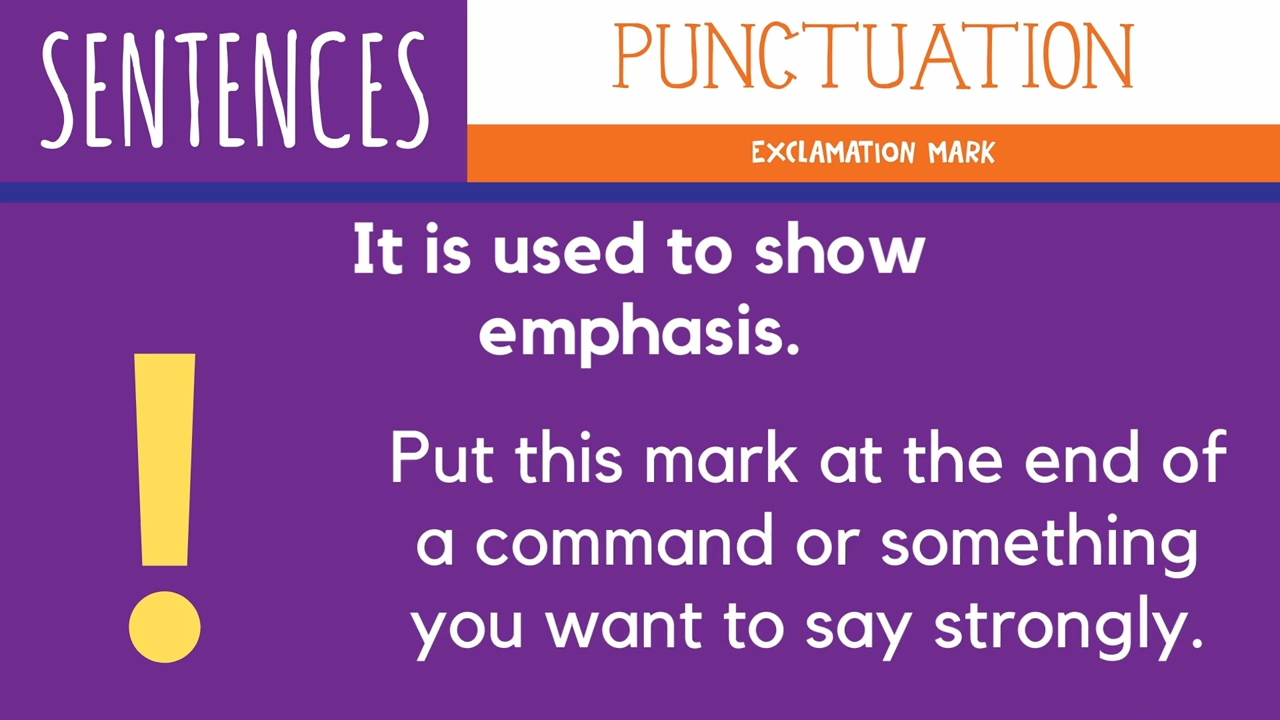 SENTENCES
PUNCTUATION
EXCLAMATION MARK
It is used to show
emphasis.
!
Put this mark at the end of
a command or something
you want to say strongly.